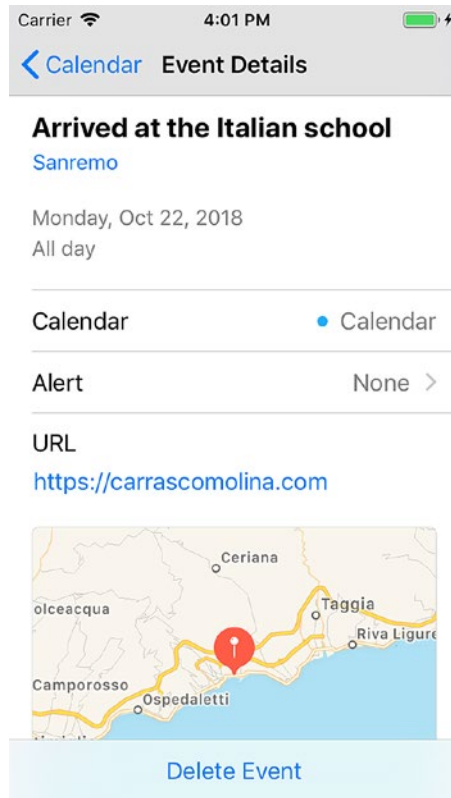 Carrier 4:01 PM
Calendar Event Details
Arrived at the Italian school
Sanremo
Monday, Oct 22, 2018
All day
Calendar Calendar
Alert None
URL
https://carrascomolina.com
Ceriana
olceacqua
Taggia
Riva Ligure
Camporosso
Ospedaletti
Delete Event